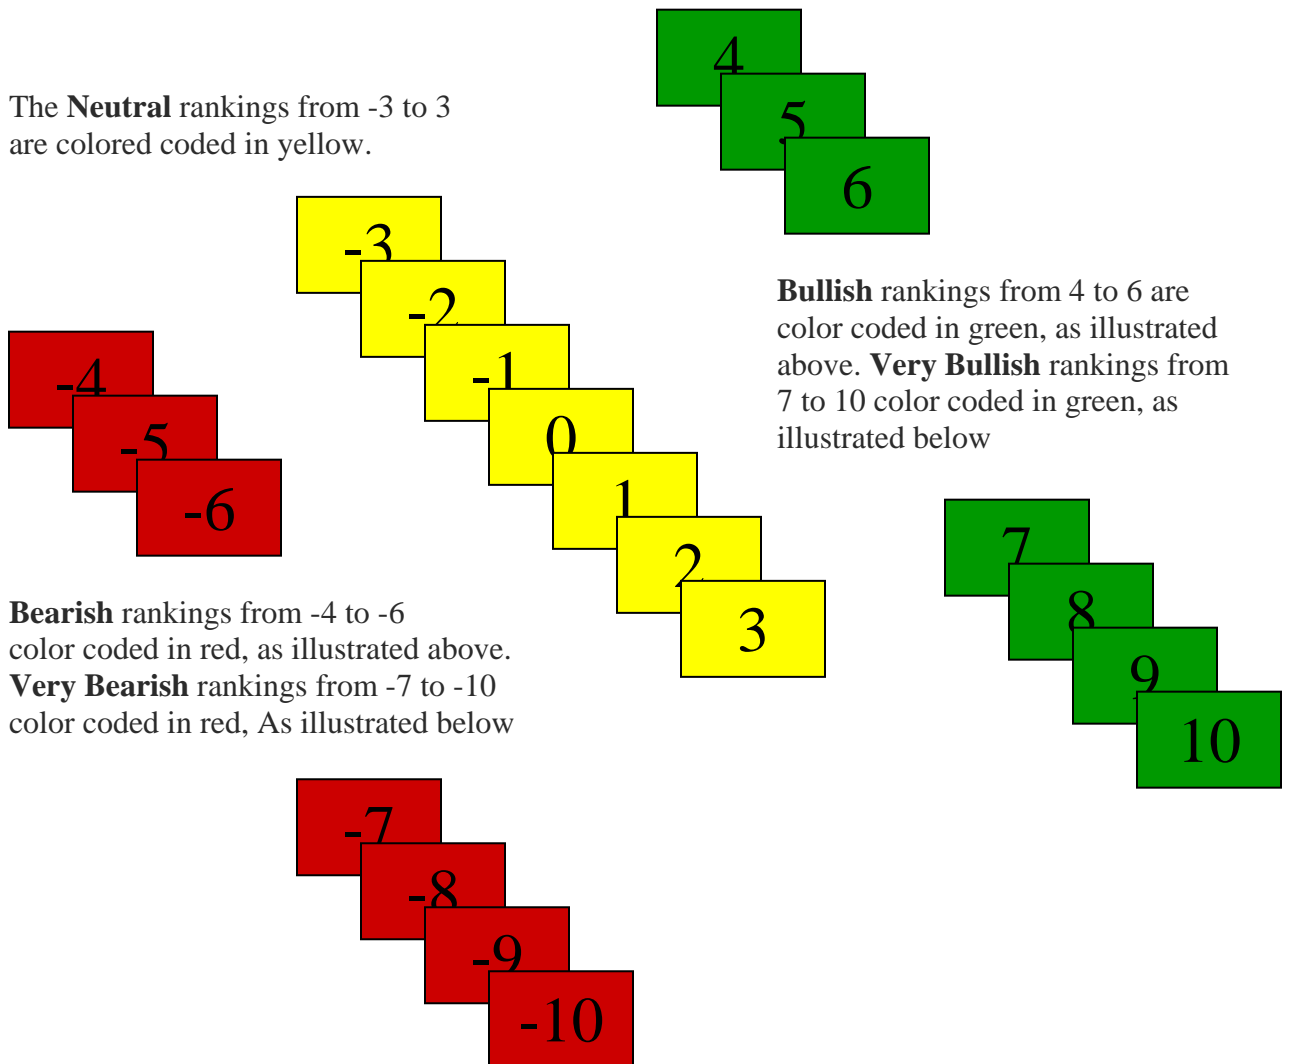 The Neutral rankings from -3 to 3
are colored coded in yellow.
4
5
6
-3
-2
-1
0
1
2
3
Bullish rankings from 4 to 6 are
color coded in green, as illustrated
above. Very Bullish rankings from
7 to 10 color coded in green, as
illustrated below
-4
-5
-6
7
8
9
10
Bearish rankings from -4 to -6
color coded in red, as illustrated above.
Very Bearish rankings from -7 to -10
color coded in red, As illustrated below
-7
-8
-9
-10